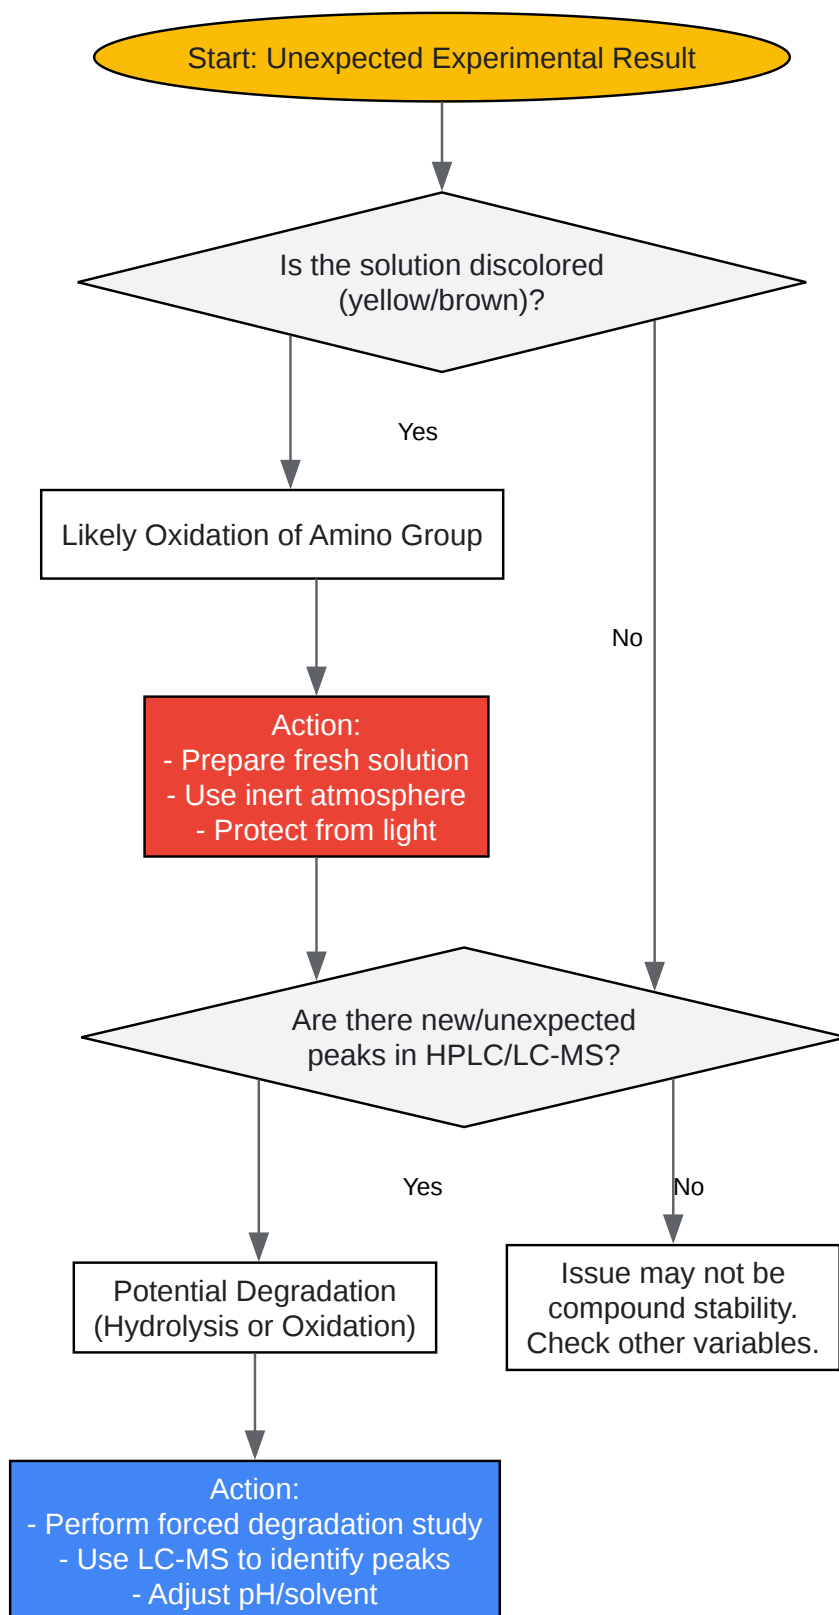 Start: Unexpected Experimental Result
Is the solution discolored
(yellow/brown)?
Yes
Likely Oxidation of Amino Group
No
Action:
- Prepare fresh solution
- Use inert atmosphere
- Protect from light
Are there new/unexpected
peaks in HPLC/LC-MS?
Yes
No
Potential Degradation
(Hydrolysis or Oxidation)
Issue may not be
compound stability.
Check other variables.
Action:
- Perform forced degradation study
- Use LC-MS to identify peaks
- Adjust pH/solvent